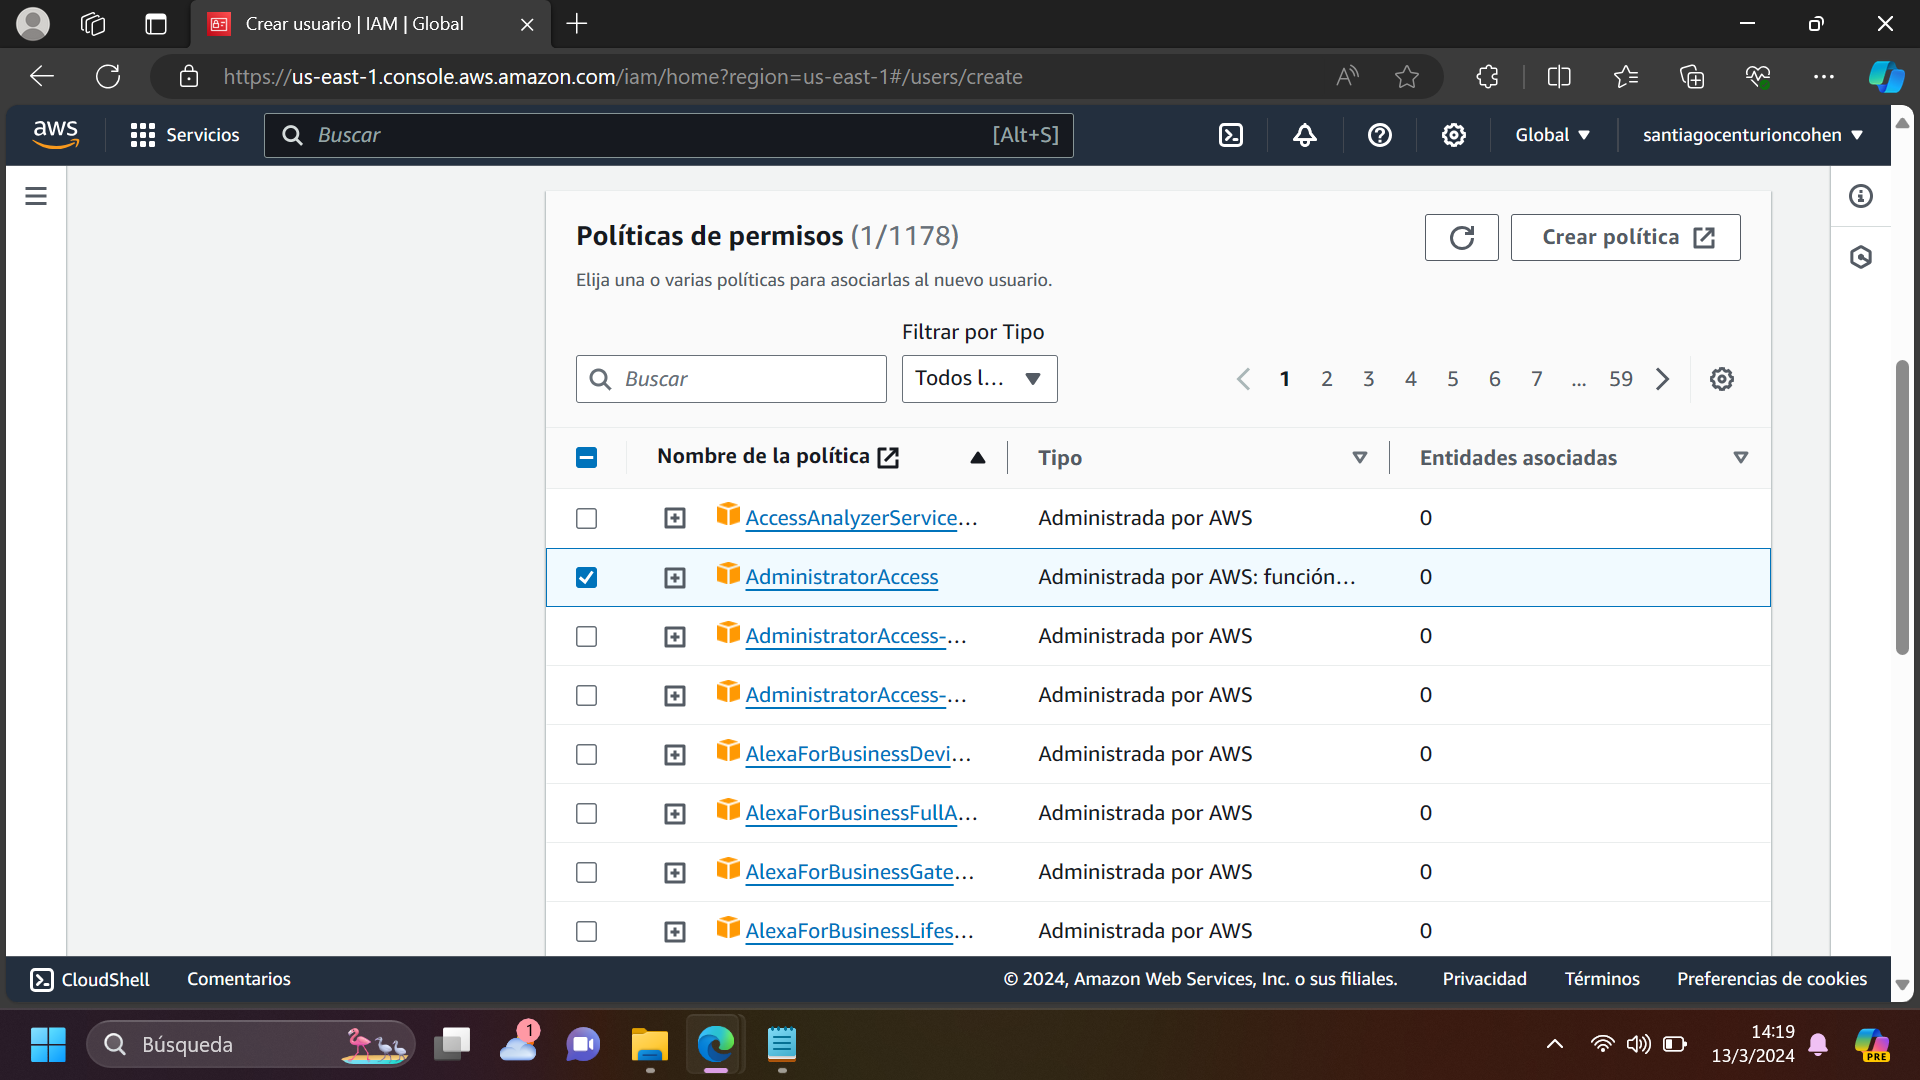 Crear usuario | IAM | Global
https://us-east-1.console.aws.amazon.com/iam/home?region=us-east-1#/users/create
aws
Servicios
Buscar
[Alt+S]
Global
santiagocenturioncohen
Políticas de permisos (1/1178)
Crear política
Elija una o varias políticas para asociarlas al nuevo usuario.
Filtrar por Tipo
Buscar
Todos l...
1 2 3 4 5 6 7 ... 59
Nombre de la política
Tipo
Entidades asociadas
AccessAnalyzerService...
Administrada por AWS
0
AdministratorAccess
Administrada por AWS: función...
0
AdministratorAccess-...
Administrada por AWS
0
AdministratorAccess-...
Administrada por AWS
0
AlexaForBusinessDevi...
Administrada por AWS
0
AlexaForBusinessFullA...
Administrada por AWS
0
AlexaForBusinessGate...
Administrada por AWS
0
AlexaForBusinessLifes...
Administrada por AWS
0
CloudShell
Comentarios
© 2024, Amazon Web Services, Inc. o sus filiales.
Privacidad
Términos
Preferencias de cookies
Búsqueda
1
14:19
13/3/2024
PRE